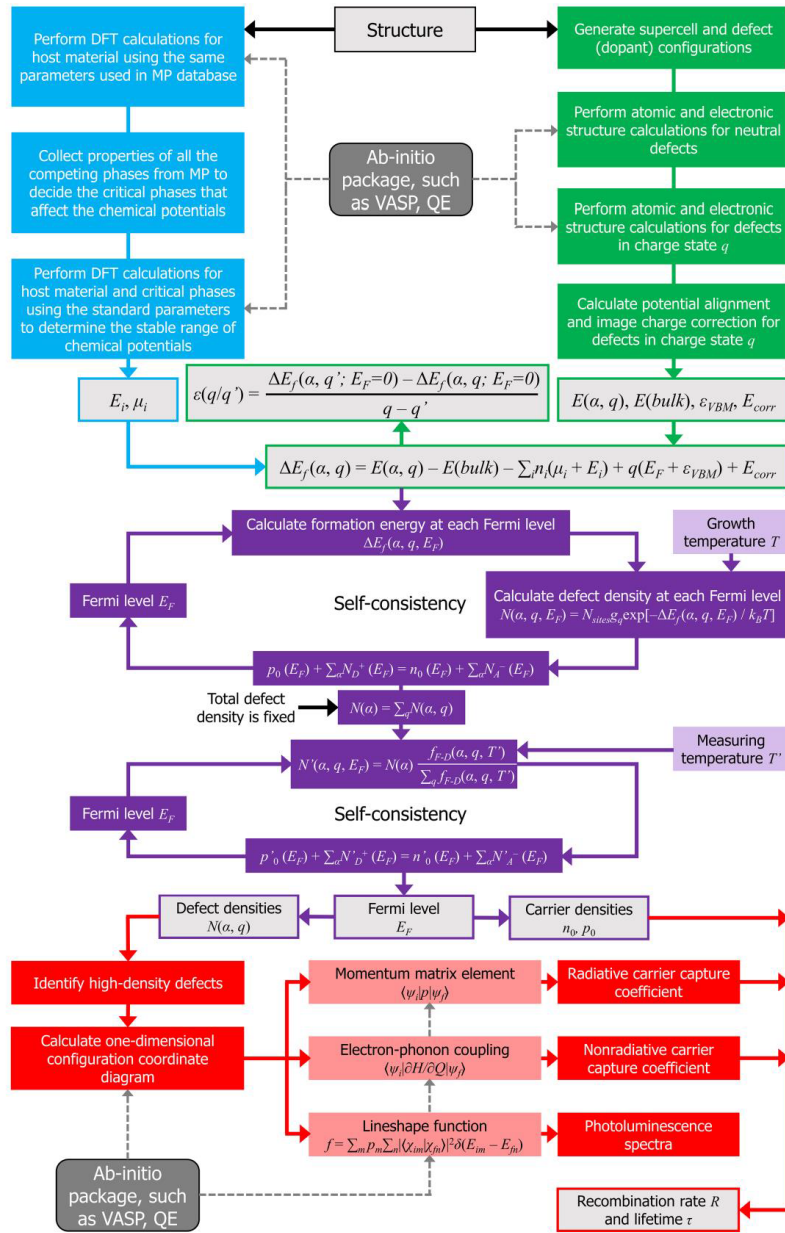 Structure
Perform DFT calculations for
host material using the same
parameters used in MP database
Generate supercell and defect
(dopant) configurations
Perform atomic and electronic
structure calculations for neutral
defects
Collect properties of all the
competing phases from MP to
decide the critical phases that
affect the chemical potentials
Ab-initio
package, such
as VASP, QE
Perform atomic and electronic
structure calculations for defects
in charge state q
Perform DFT calculations for
host material and critical phases
using the standard parameters
to determine the stable range of
chemical potentials
Calculate potential alignment
and image charge correction for
defects in charge state q
E_i, μ_i
ε(q/q’) = (ΔE_f(α, q’; E_F=0) – ΔE_f(α, q; E_F=0)) / (q – q’)
E(α, q), E(bulk), ε_VBM, E_corr
ΔE_f(α, q) = E(α, q) – E(bulk) – ∑_i n_i(μ_i + E_i) + q(E_F + ε_VBM) + E_corr
Calculate formation energy at each Fermi level
ΔE_f(α, q, E_F)
Growth
temperature T
Fermi level E_F
Self-consistency
Calculate defect density at each Fermi level
N(α, q, E_F) = N_sites g_q exp[–ΔE_f(α, q, E_F) / k_BT]
p_0 (E_F) + ∑_α N_D^+ (E_F) = n_0 (E_F) + ∑_α N_A^– (E_F)
Total defect
density is fixed
N(α) = ∑_q N(α, q)
N’(α, q, E_F) = N(α) f_F-D(α, q, T’) / ∑_q f_F-D(α, q, T’)
Measuring
temperature T’
Fermi level E_F
Self-consistency
p’_0 (E_F) + ∑_α N’_D^+ (E_F) = n’_0 (E_F) + ∑_α N’_A^– (E_F)
Defect densities
N(α, q)
Fermi level
E_F
Carrier densities
n_0, p_0
Identify high-density defects
Momentum matrix element
⟨ψ_i|p|ψ_f⟩
Radiative carrier capture
coefficient
Calculate one-dimensional
configuration coordinate
diagram
Electron-phonon coupling
⟨ψ_i|∂H/∂Q|ψ_f⟩
Nonradiative carrier
capture coefficient
Lineshape function
f = ∑_m p_m ∑_n |⟨χ_im|χ_fn⟩|^2 δ(E_im – E_fn)
Photoluminescence
spectra
Ab-initio
package, such
as VASP, QE
Recombination rate R
and lifetime τ